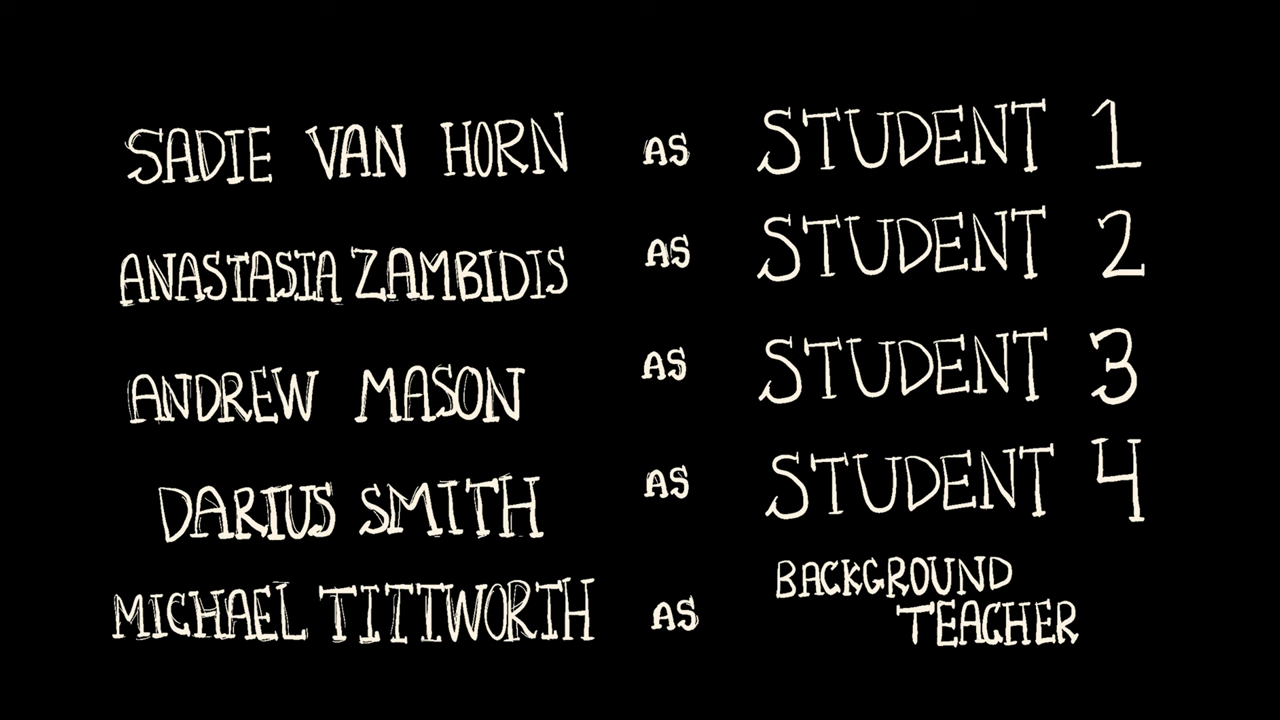 SADIE VAN HORN AS STUDENT 1
ANASTASIA ZAMBIDIS AS STUDENT 2
ANDREW MASON AS STUDENT 3
DARIUS SMITH AS STUDENT 4
MICHAEL TITTWORTH AS BACKGROUND
TEACHER